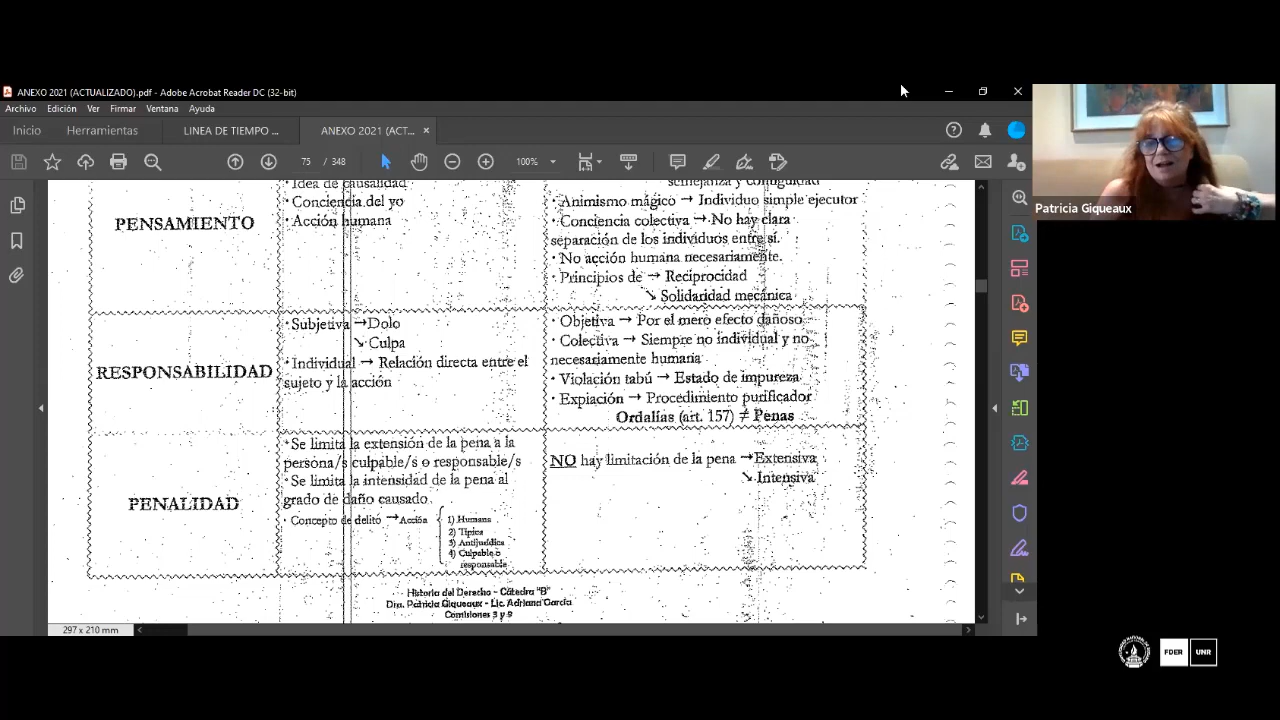 ANEXO 2021 (ACTUALIZADO).pdf - Adobe Acrobat Reader DC (32-bit)
Archivo Edición Ver Firmar Ventana Ayuda
Inicio Herramientas LINEA DE TIEMPO ... ANEXO 2021 (ACT... ×
75 / 348 100%
Patricia Giqueaux
PENSAMIENTO
· Idea de causalidad
· Conciencia del yo
· Acción humana
semejanza y contiguidad
· Animismo mágico → Individuo simple ejecutor
· Conciencia colectiva → No hay clara
separación de los individuos entre sí.
· No acción humana necesariamente.
· Principios de → Reciprocidad
↘ Solidaridad mecánica
RESPONSABILIDAD
· Subjetiva → Dolo
↘ Culpa
· Individual → Relación directa entre el
sujeto y la acción
· Objetiva → Por el mero efecto dañoso
· Colectiva → Siempre no individual y no
necesariamente humana
· Violación tabú → Estado de impureza
· Expiación → Procedimiento purificador
Ordalías (art. 157) ≠ Penas
PENALIDAD
· Se limita la extensión de la pena a la
persona/s culpable/s o responsable/s
· Se limita la intensidad de la pena al
grado de daño causado.
· Concepto de delito → Acción
1) Humana
2) Típica
3) Antijurídica
4) Culpable o
responsable
NO hay limitación de la pena → Extensiva
↘ Intensiva
Historia del Derecho - Cátedra "B"
Dra. Patricia Giqueaux - Lic. Adriana García
Comisiones 3 y 9
297 x 210 mm
FDER UNR